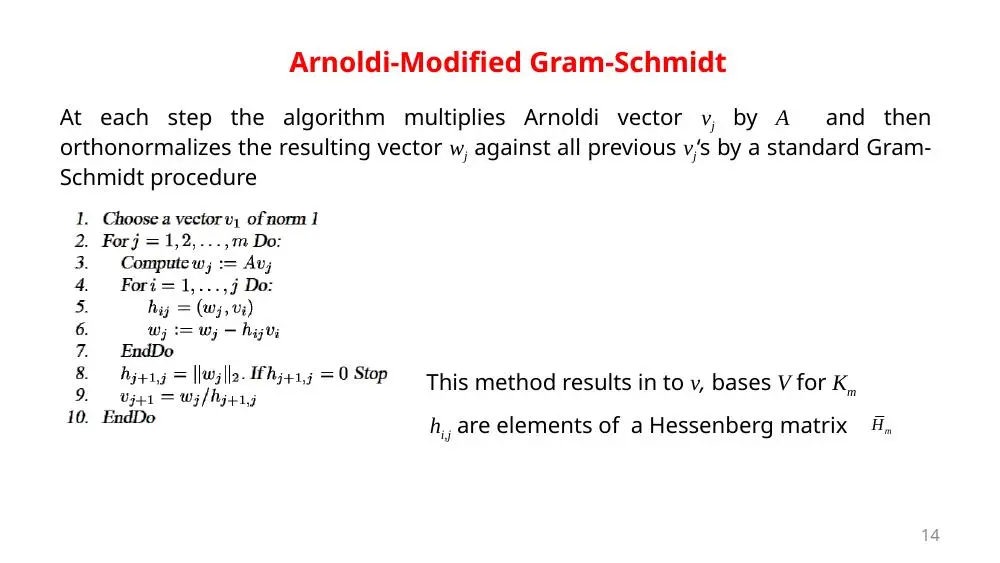 Arnoldi-Modified Gram-Schmidt
At each step the algorithm multiplies Arnoldi vector vj by A and then
orthonormalizes the resulting vector wj against all previous vj's by a standard Gram-
Schmidt procedure
1. Choose a vector v1 of norm 1
2. For j = 1, 2, . . . , m Do:
3. Compute wj := Avj
4. For i = 1, . . . , j Do:
5. hij = (wj, vi)
6. wj := wj − hijvi
7. EndDo
8. hj+1,j = ||wj||2. If hj+1,j = 0 Stop
9. vj+1 = wj/hj+1,j
10. EndDo
This method results in to v, bases V for Km
hi,j are elements of a Hessenberg matrix H̅m
14